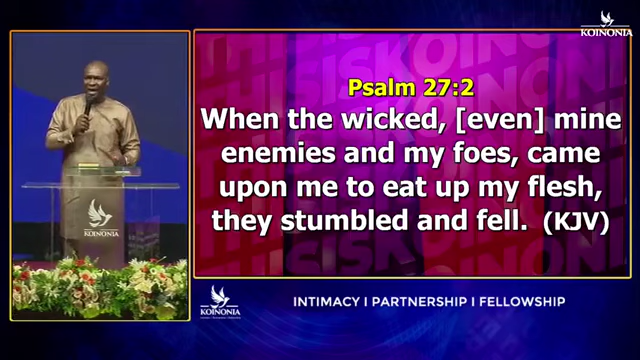 KOINONIA
Psalm 27:2
When the wicked, [even] mine
enemies and my foes, came
upon me to eat up my flesh,
they stumbled and fell. (KJV)
KOINONIA
KOINONIA
INTIMACY I PARTNERSHIP I FELLOWSHIP